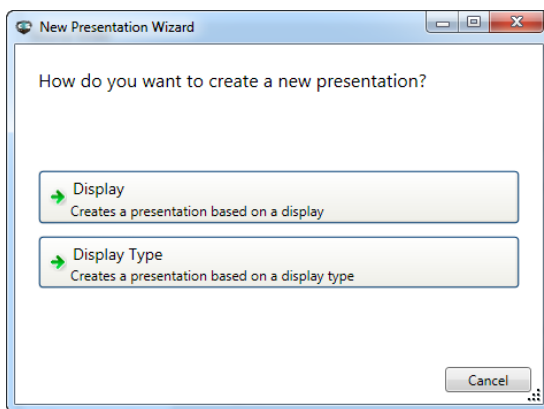 New Presentation Wizard
How do you want to create a new presentation?
Display
Creates a presentation based on a display
Display Type
Creates a presentation based on a display type
Cancel